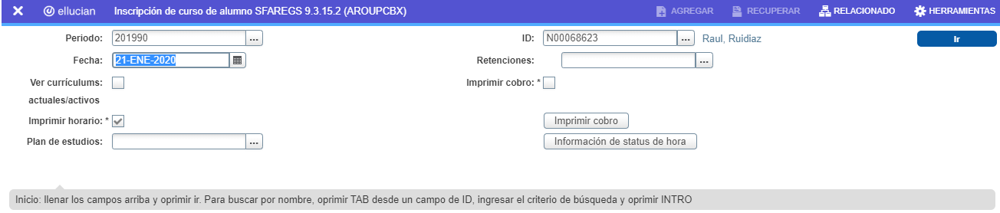 ellucian Inscripción de curso de alumno SFAREGS 9.3.15.2 (AROUPCBX) AGREGAR RECUPERAR RELACIONADO HERRAMIENTAS
Periodo: 201990 ... ID: N00068623 ... Raul, Ruidiaz Ir
Fecha: 21-ENE-2020 Retenciones: ...
Ver currículums: Imprimir cobro: *
actuales/activos
Imprimir horario: * Imprimir cobro
Plan de estudios: ... Información de status de hora
Inicio: llenar los campos arriba y oprimir ir. Para buscar por nombre, oprimir TAB desde un campo de ID, ingresar el criterio de búsqueda y oprimir INTRO